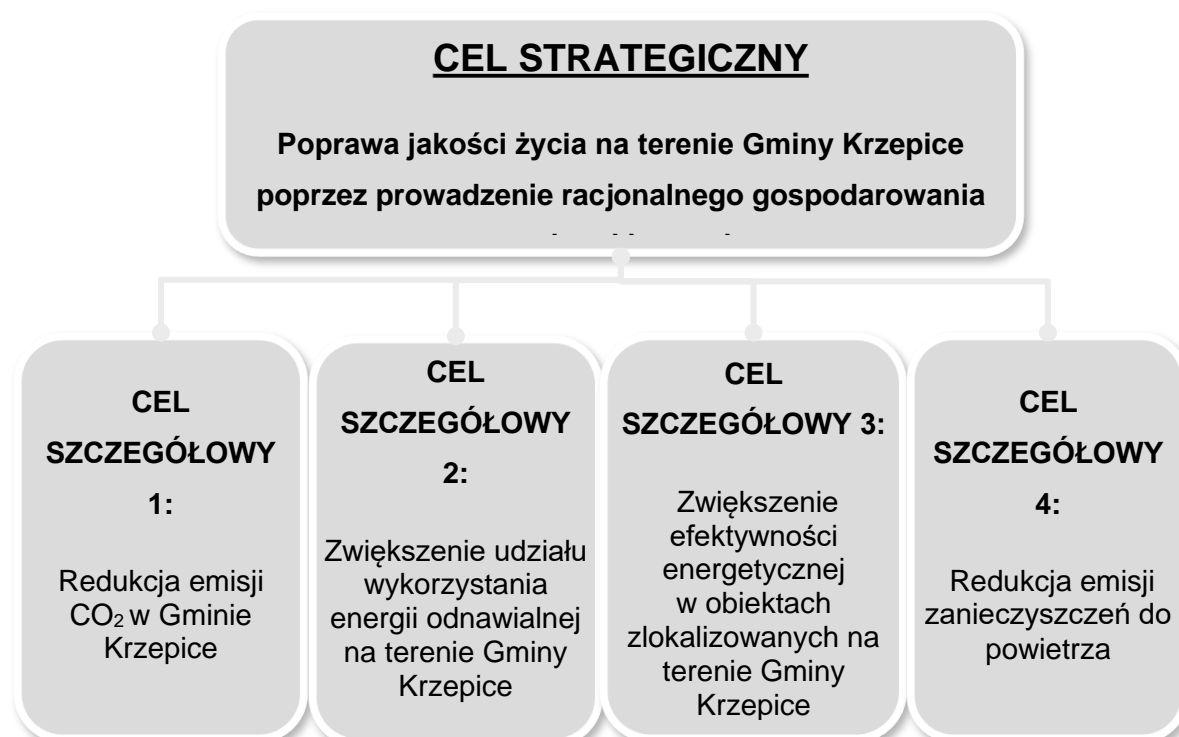 CEL STRATEGICZNY
Poprawa jakości życia na terenie Gminy Krzepice
poprzez prowadzenie racjonalnego gospodarowania
CEL
SZCZEGÓŁOWY
1:
Redukcja emisji
CO₂ w Gminie
Krzepice
CEL
SZCZEGÓŁOWY
2:
Zwiększenie udziału
wykorzystania
energii odnawialnej
na terenie Gminy
Krzepice
CEL
SZCZEGÓŁOWY 3:
Zwiększenie
efektywności
energetycznej
w obiektach
zlokalizowanych na
terenie Gminy
Krzepice
CEL
SZCZEGÓŁOWY
4:
Redukcja emisji
zanieczyszczeń do
powietrza